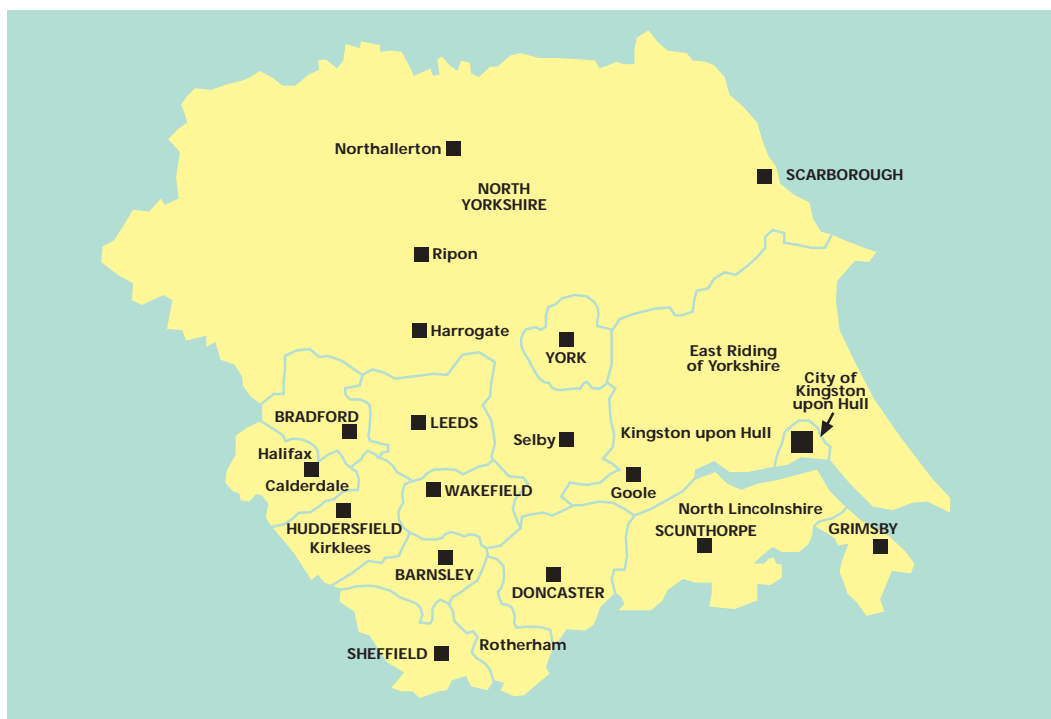 Northallerton
SCARBOROUGH
NORTH
YORKSHIRE
Ripon
Harrogate
YORK
East Riding
of Yorkshire
City of
Kingston
upon Hull
BRADFORD
LEEDS
Selby
Kingston upon Hull
Halifax
Calderdale
WAKEFIELD
Goole
HUDDERSFIELD
Kirklees
North Lincolnshire
SCUNTHORPE
GRIMSBY
BARNSLEY
DONCASTER
Rotherham
SHEFFIELD